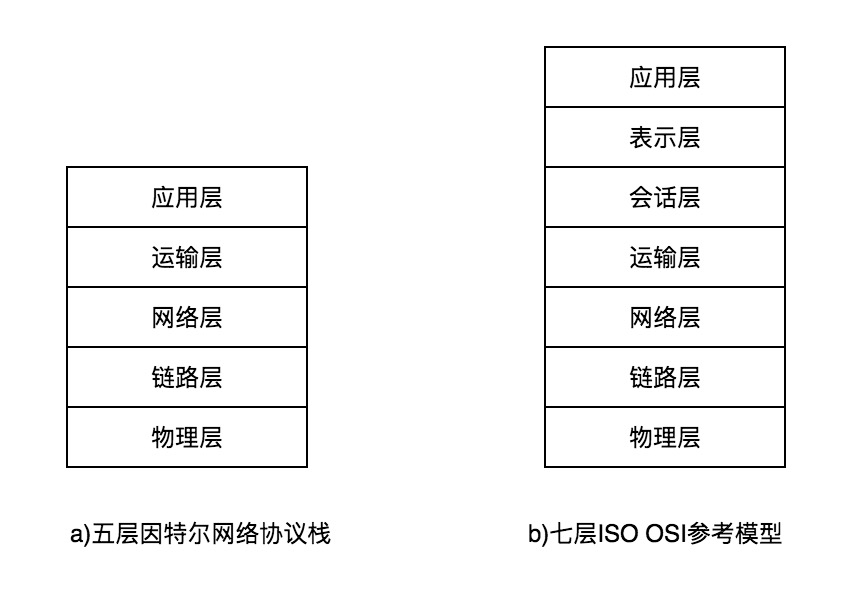 应用层
运输层
网络层
链路层
物理层
a)五层因特尔网络协议栈
应用层
表示层
会话层
运输层
网络层
链路层
物理层
b)七层ISO OSI参考模型